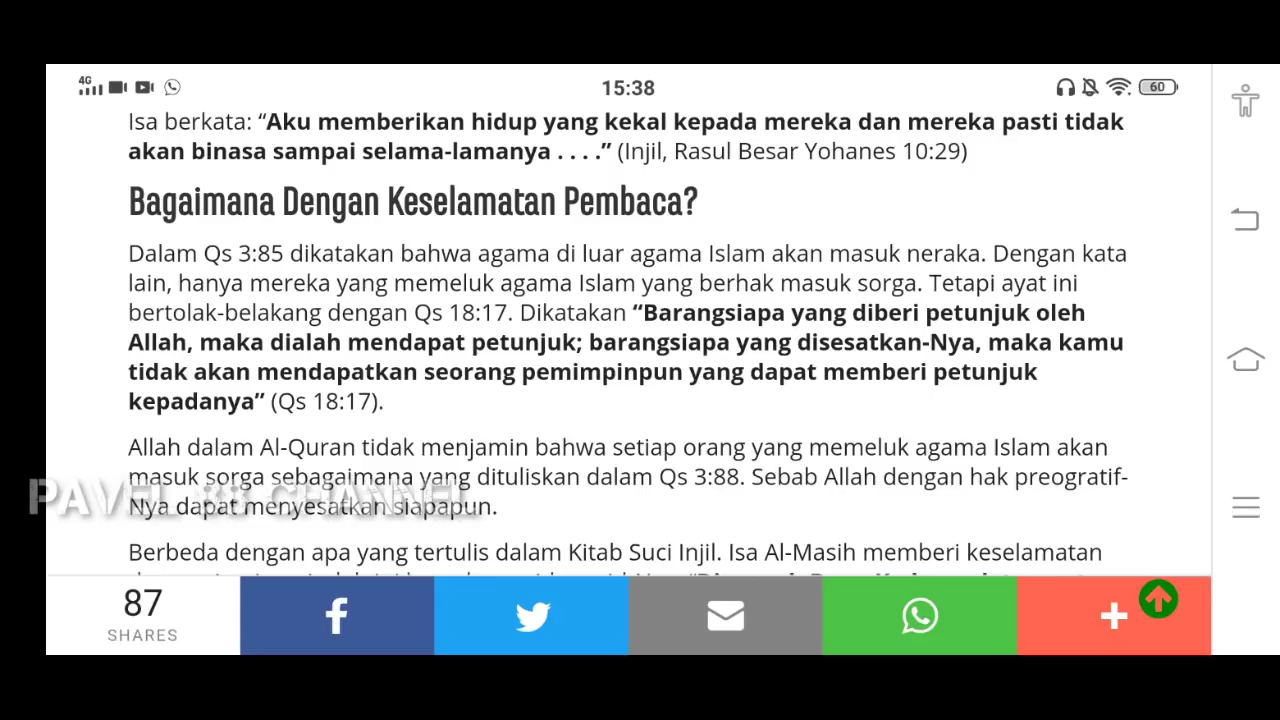 4G
15:38
60
Isa berkata: “Aku memberikan hidup yang kekal kepada mereka dan mereka pasti tidak
akan binasa sampai selama-lamanya . . . .” (Injil, Rasul Besar Yohanes 10:29)
Bagaimana Dengan Keselamatan Pembaca?
Dalam Qs 3:85 dikatakan bahwa agama di luar agama Islam akan masuk neraka. Dengan kata
lain, hanya mereka yang memeluk agama Islam yang berhak masuk sorga. Tetapi ayat ini
bertolak-belakang dengan Qs 18:17. Dikatakan “Barangsiapa yang diberi petunjuk oleh
Allah, maka dialah mendapat petunjuk; barangsiapa yang disesatkan-Nya, maka kamu
tidak akan mendapatkan seorang pemimpinpun yang dapat memberi petunjuk
kepadanya” (Qs 18:17).
Allah dalam Al-Quran tidak menjamin bahwa setiap orang yang memeluk agama Islam akan
masuk sorga sebagaimana yang dituliskan dalam Qs 3:88. Sebab Allah dengan hak preogratif-
Nya dapat menyesatkan siapapun.
PAVEL 88 CHANNEL
Berbeda dengan apa yang tertulis dalam Kitab Suci Injil. Isa Al-Masih memberi keselamatan
87
SHARES